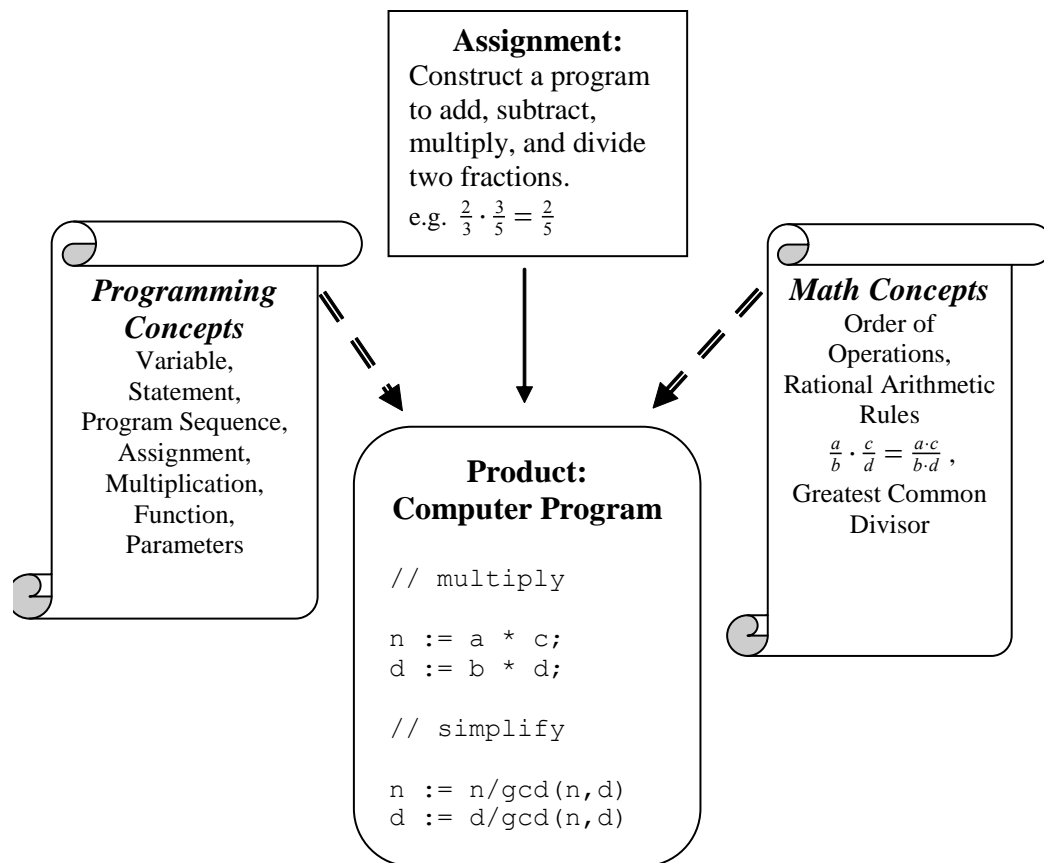 Assignment:
Construct a program
to add, subtract,
multiply, and divide
two fractions.
e.g. 2/3 · 3/5 = 2/5
Programming
Concepts
Variable,
Statement,
Program Sequence,
Assignment,
Multiplication,
Function,
Parameters
Math Concepts
Order of
Operations,
Rational Arithmetic
Rules
a/b · c/d = a·c/b·d ,
Greatest Common
Divisor
Product:
Computer Program
// multiply
n := a * c;
d := b * d;
// simplify
n := n/gcd(n,d)
d := d/gcd(n,d)